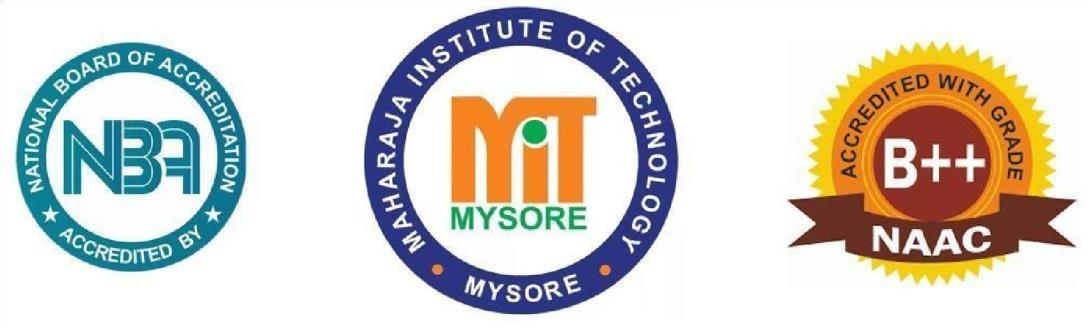 NATIONAL BOARD OF ACCREDITATION
NBA
★ ACCREDITED BY ★
MAHARAJA INSTITUTE OF TECHNOLOGY
MiT
MYSORE
• MYSORE •
ACCREDITED WITH GRADE
B++
NAAC